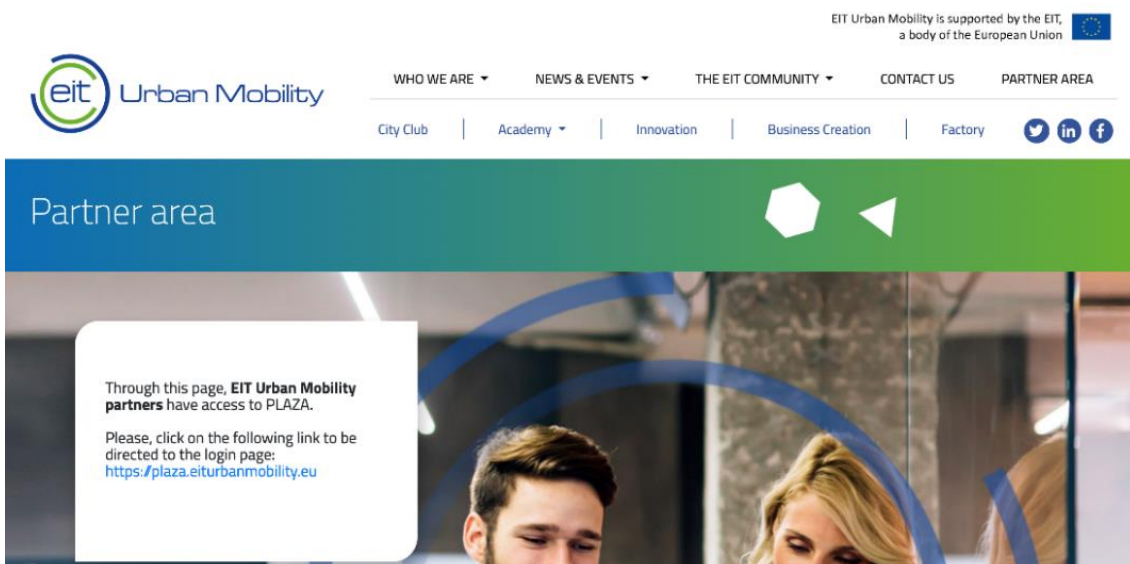 EIT Urban Mobility is supported by the EIT,
a body of the European Union
eit Urban Mobility
WHO WE ARE NEWS & EVENTS THE EIT COMMUNITY CONTACT US PARTNER AREA
City Club | Academy | Innovation | Business Creation | Factory
Partner area
Through this page, EIT Urban Mobility
partners have access to PLAZA.
Please, click on the following link to be
directed to the login page:
https://plaza.eiturbanmobility.eu